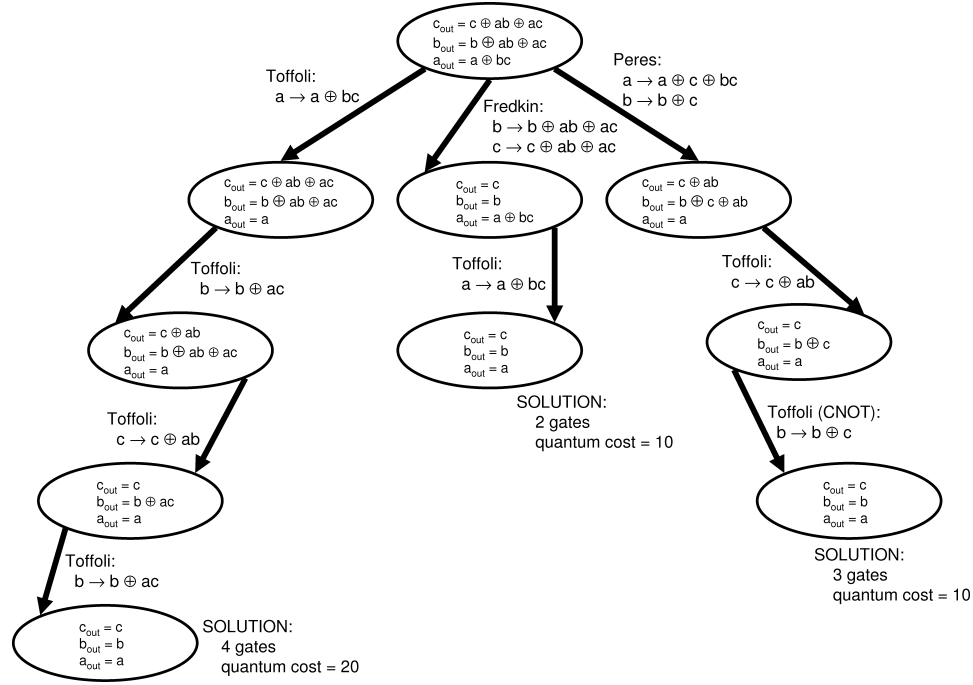 c_out = c ⊕ ab ⊕ ac
b_out = b ⊕ ab ⊕ ac
a_out = a ⊕ bc
Toffoli:
a → a ⊕ bc
Fredkin:
b → b ⊕ ab ⊕ ac
c → c ⊕ ab ⊕ ac
Peres:
a → a ⊕ c ⊕ bc
b → b ⊕ c
c_out = c ⊕ ab ⊕ ac
b_out = b ⊕ ab ⊕ ac
a_out = a
c_out = c
b_out = b
a_out = a ⊕ bc
c_out = c ⊕ ab
b_out = b ⊕ c ⊕ ab
a_out = a
Toffoli:
b → b ⊕ ac
Toffoli:
a → a ⊕ bc
Toffoli:
c → c ⊕ ab
c_out = c ⊕ ab
b_out = b ⊕ ab ⊕ ac
a_out = a
c_out = c
b_out = b
a_out = a
SOLUTION:
2 gates
quantum cost = 10
c_out = c
b_out = b ⊕ c
a_out = a
Toffoli:
c → c ⊕ ab
Toffoli (CNOT):
b → b ⊕ c
c_out = c
b_out = b ⊕ ac
a_out = a
c_out = c
b_out = b
a_out = a
SOLUTION:
3 gates
quantum cost = 10
Toffoli:
b → b ⊕ ac
c_out = c
b_out = b
a_out = a
SOLUTION:
4 gates
quantum cost = 20